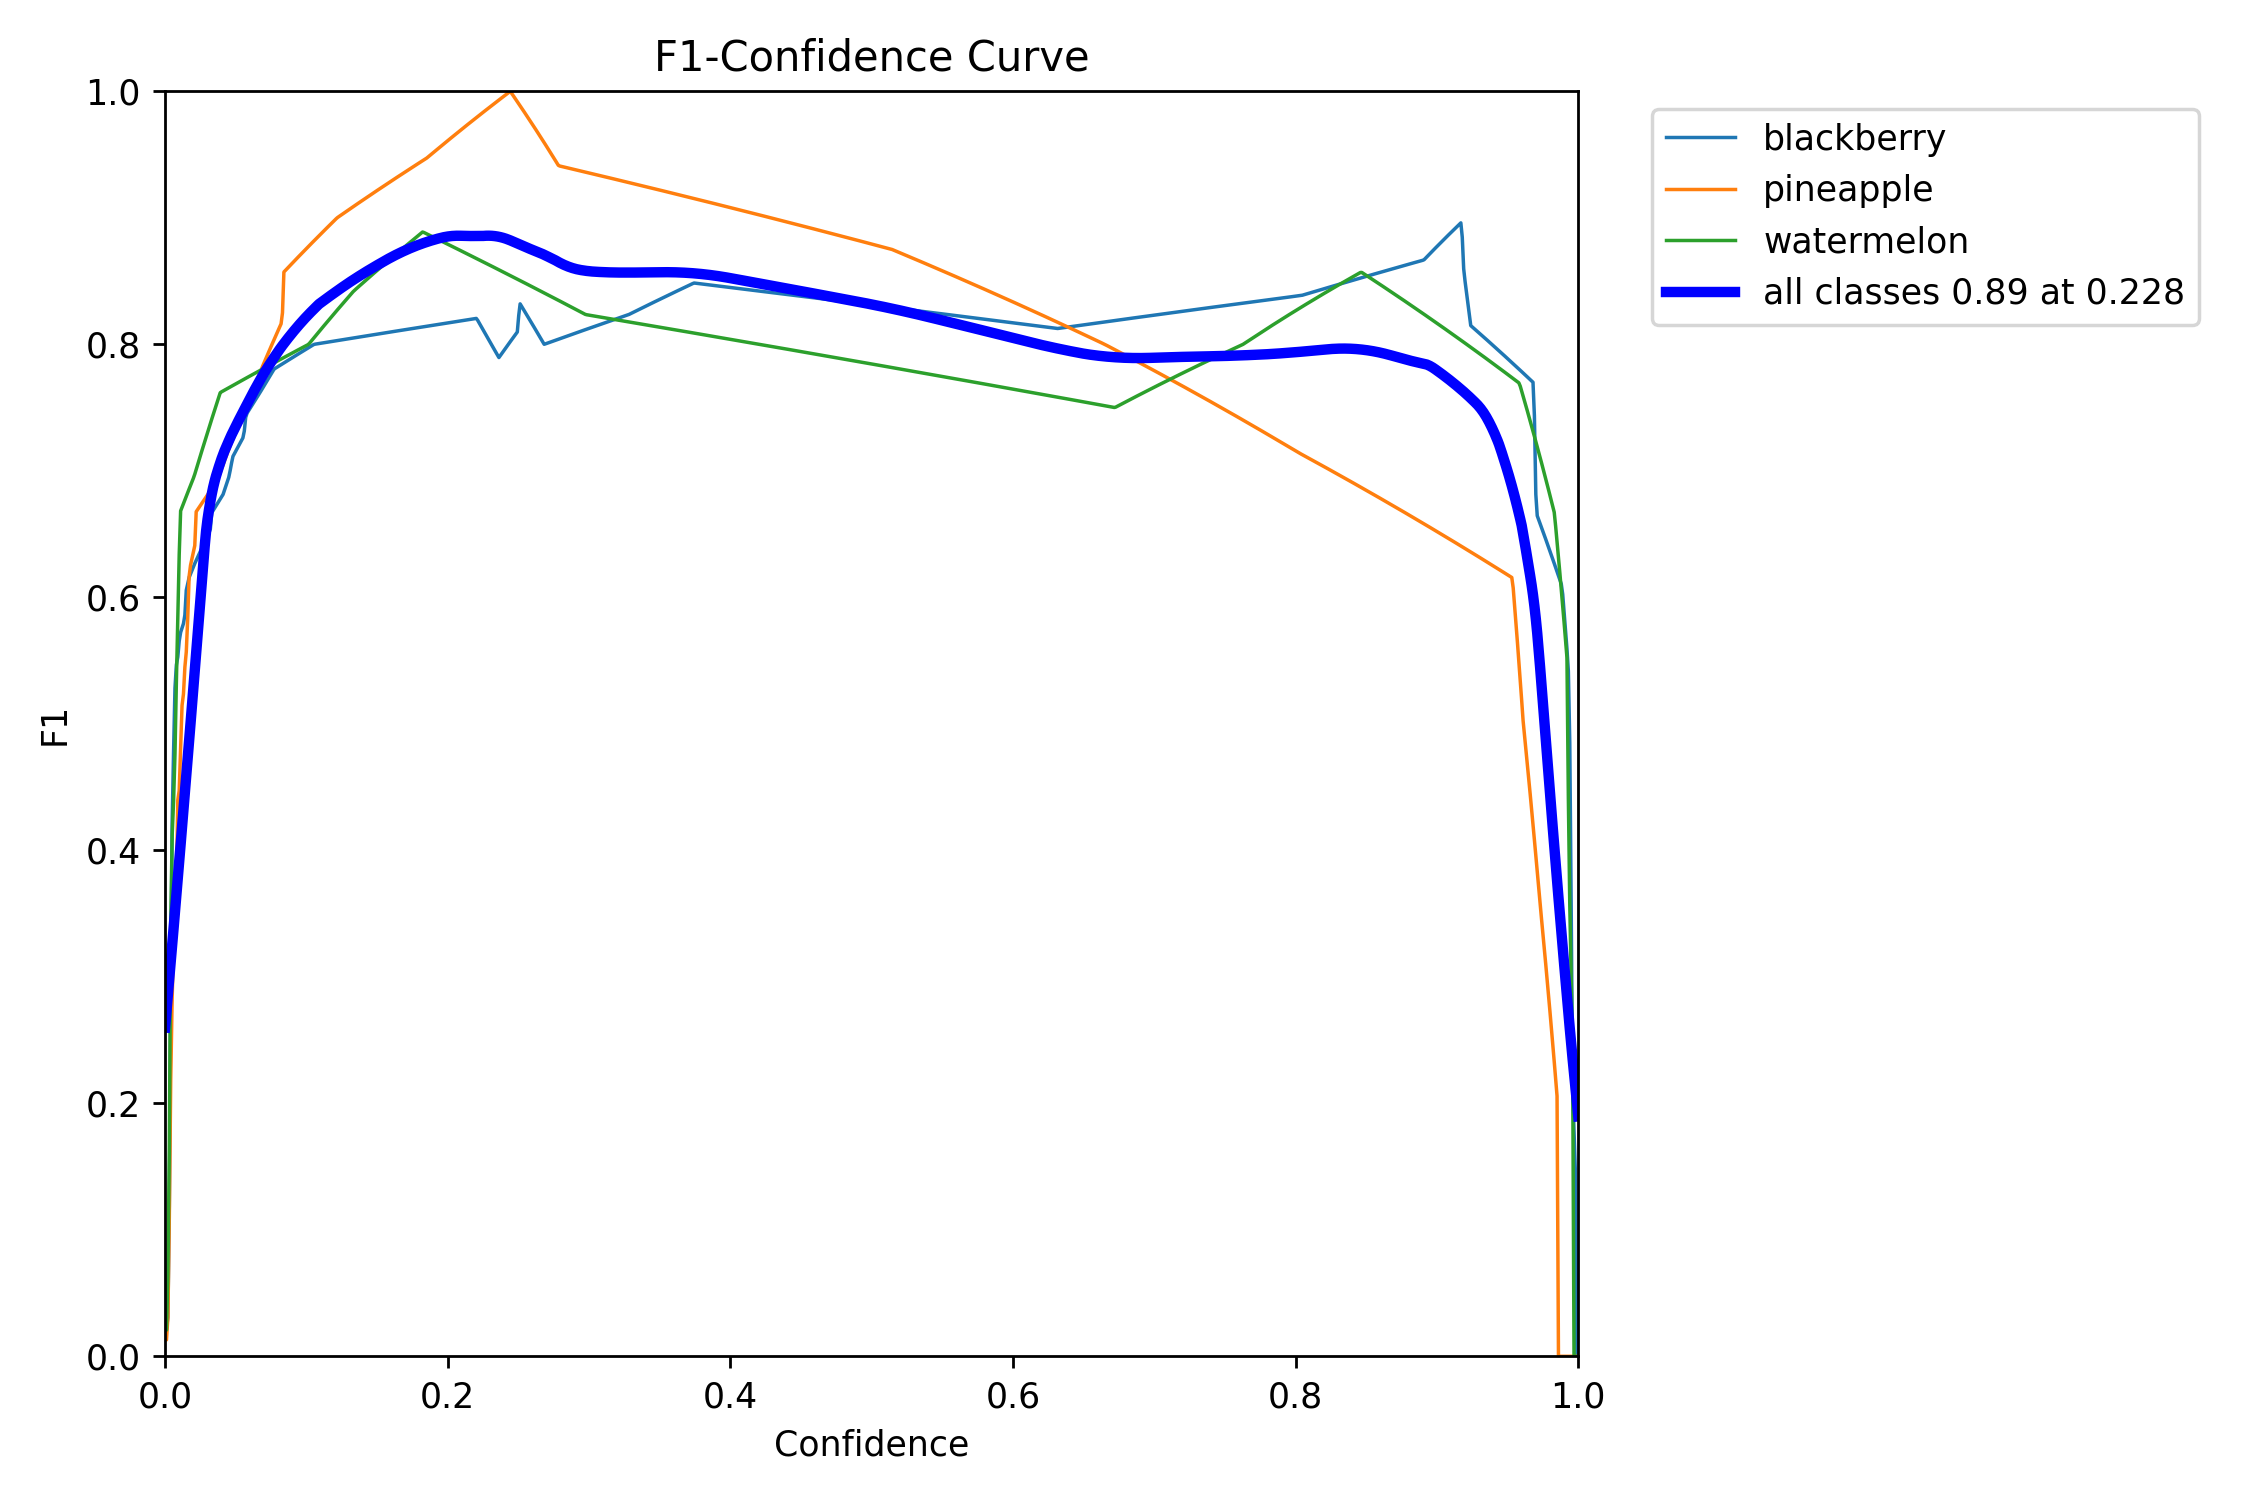 F1-Confidence Curve
1.0
0.8
0.6
0.4
0.2
0.0
F1
0.0 0.2 0.4 0.6 0.8 1.0
Confidence
blackberry
pineapple
watermelon
all classes 0.89 at 0.228